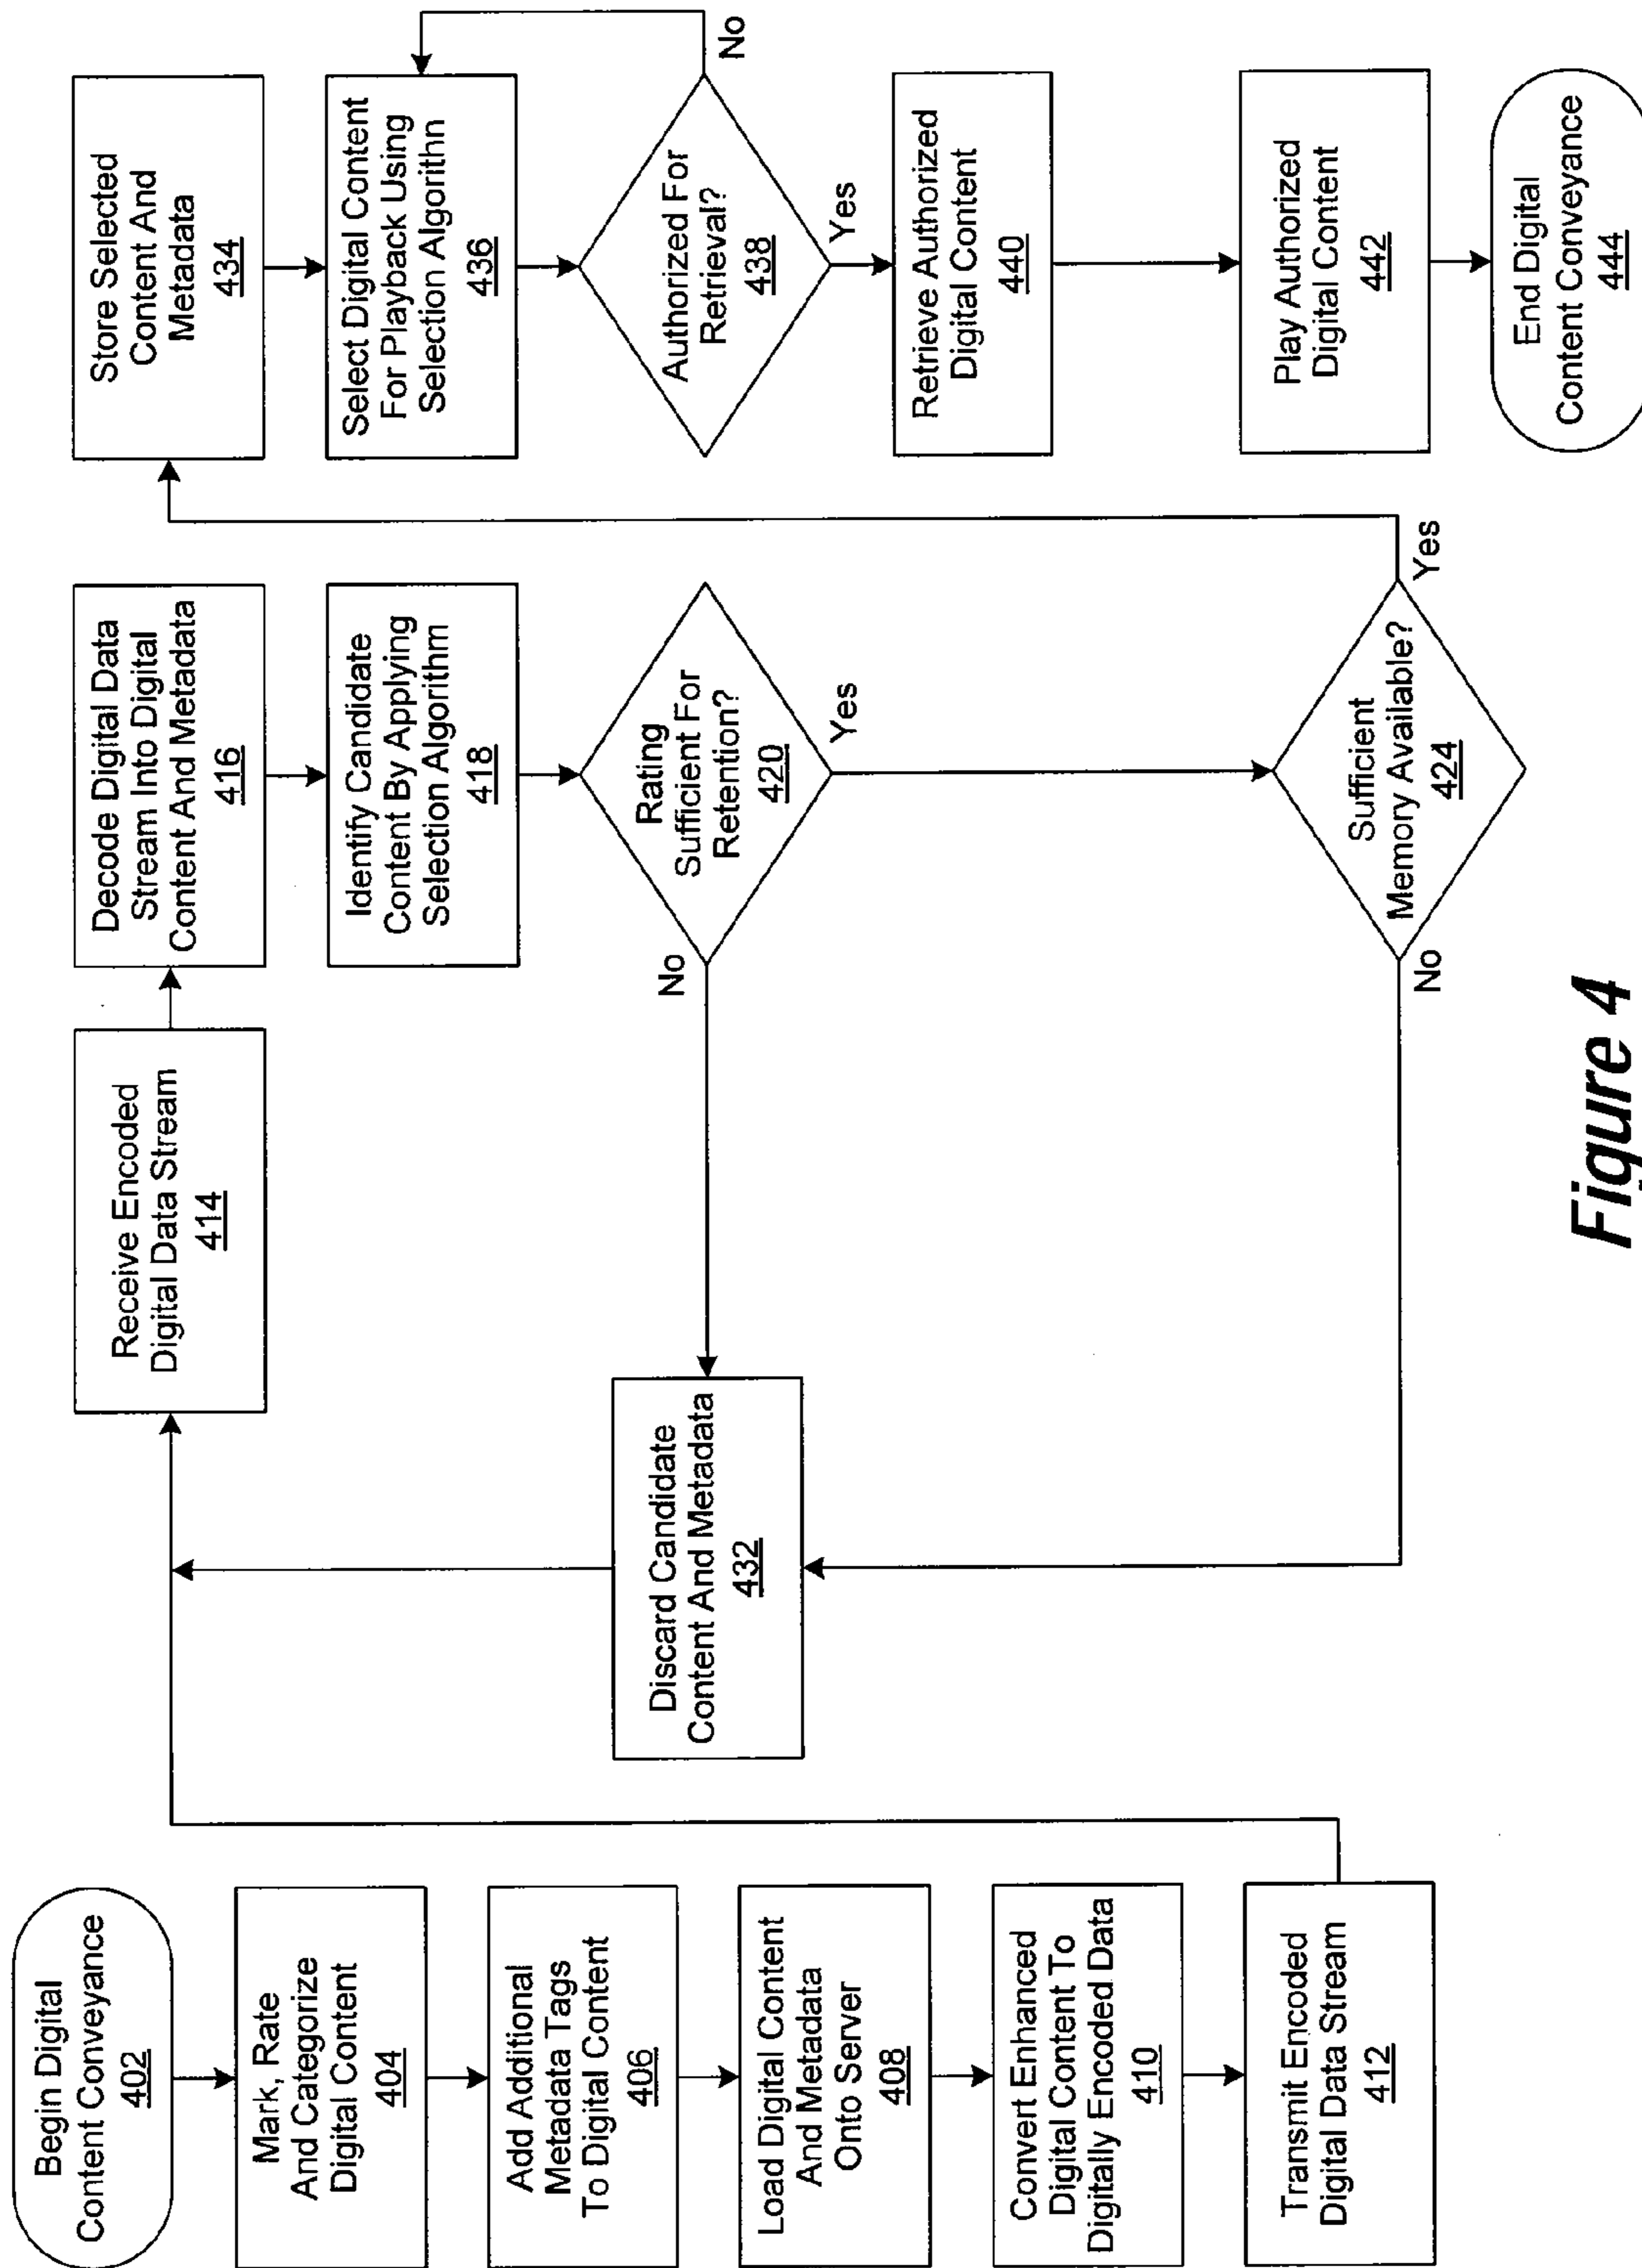 Begin Digital
Content Conveyance
402
Mark, Rate
And Categorize
Digital Content
404
Add Additional
Metadata Tags
To Digital Content
406
Load Digital Content
And Metadata
Onto Server
408
Convert Enhanced
Digital Content To
Digitally Encoded Data
410
Transmit Encoded
Digital Data Stream
412
Discard Candidate
Content And Metadata
432
Receive Encoded
Digital Data Stream
414
Decode Digital Data
Stream Into Digital
Content And Metadata
416
Identify Candidate
Content By Applying
Selection Algorithm
418
Rating
Sufficient For
Retention?
420
No
Yes
Sufficient
Memory Available?
424
No
Yes
Store Selected
Content And
Metadata
434
Select Digital Content
For Playback Using
Selection Algorithn
436
Authorized For
Retrieval?
438
No
Yes
Retrieve Authorized
Digital Content
440
Play Authorized
Digital Content
442
End Digital
Content Conveyance
444
Figure 4